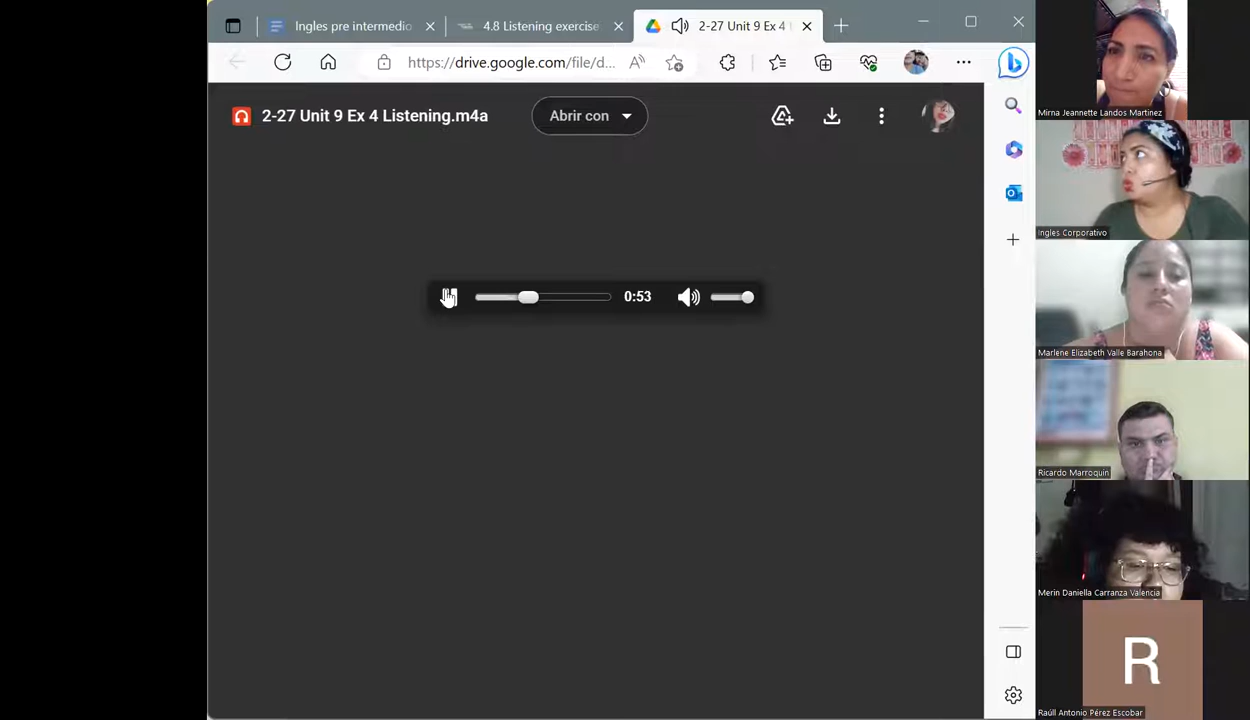 Ingles pre intermedio
4.8 Listening exercise
2-27 Unit 9 Ex 4
https://drive.google.com/file/d...
2-27 Unit 9 Ex 4 Listening.m4a
Abrir con
0:53
Mirna Jeannette Landos Martinez
Ingles Corporativo
Marlene Elizabeth Valle Barahona
Ricardo Marroquin
Merin Daniella Carranza Valencia
R
Raúll Antonio Pérez Escobar